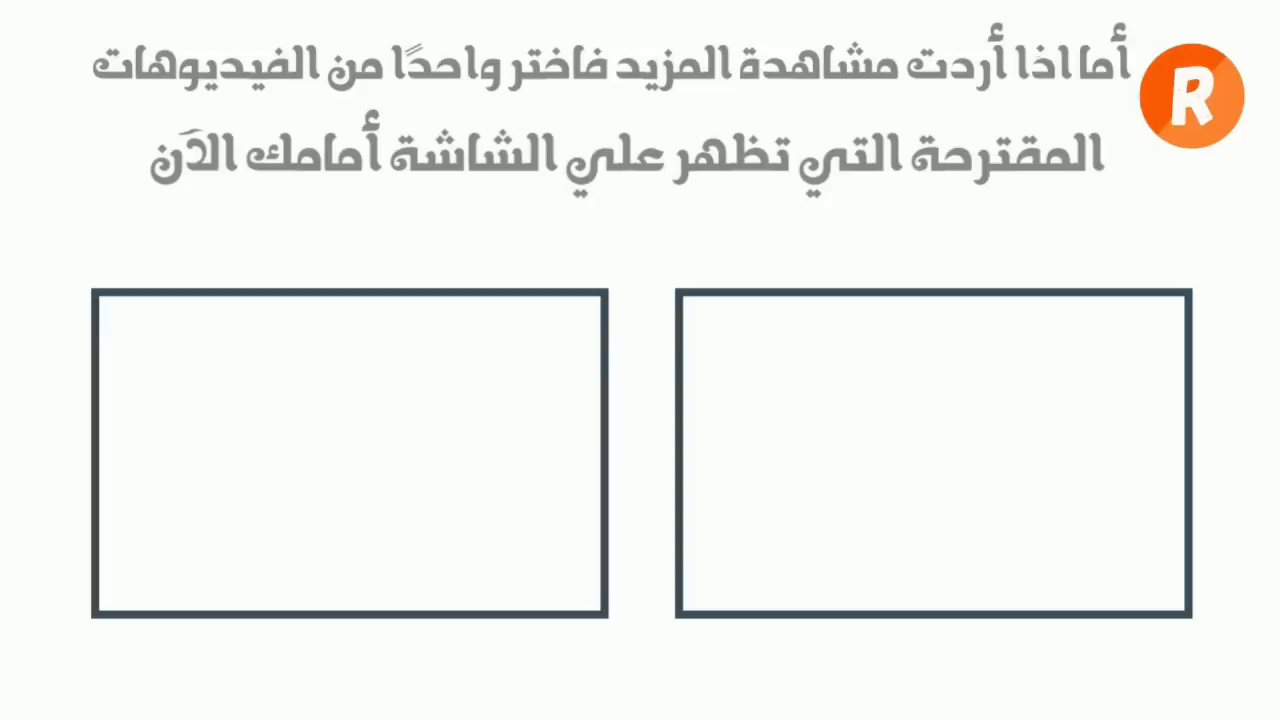 أما اذا أردت مشاهدة المزيد فاختر واحدًا من الفيديوهات
المقترحة التي تظهر علي الشاشة أمامك الآن
R